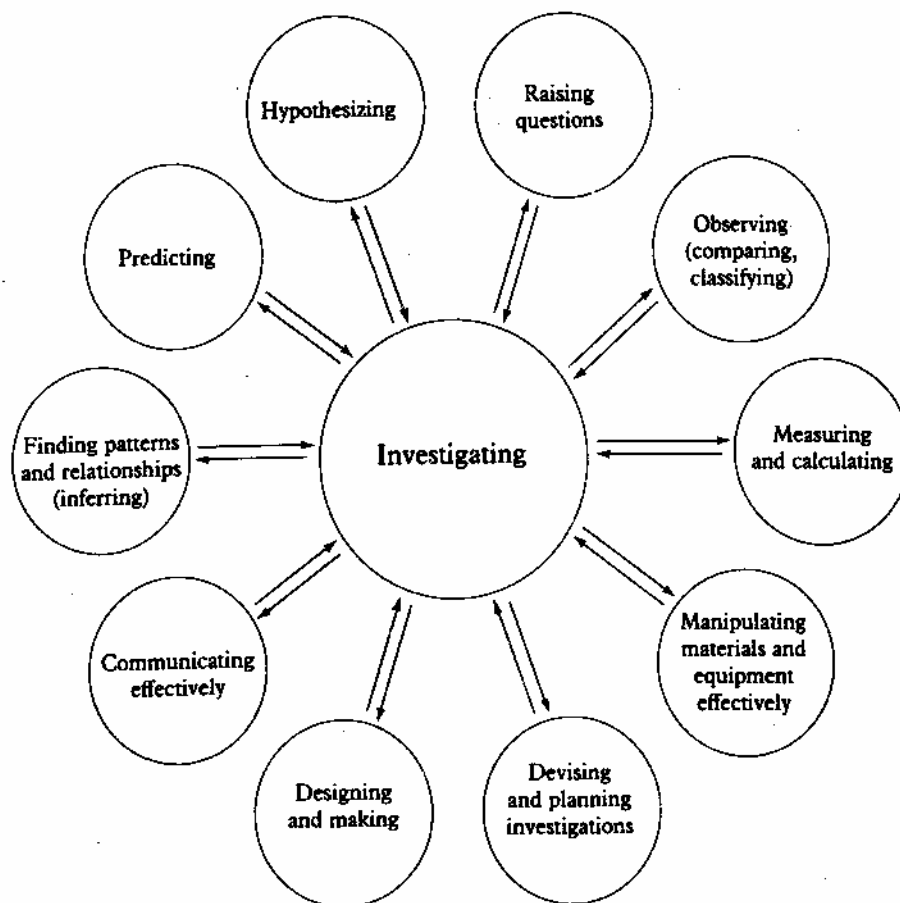 Hypothesizing
Raising
questions
Observing
(comparing,
classifying)
Measuring
and calculating
Manipulating
materials and
equipment
effectively
Devising
and planning
investigations
Designing
and making
Communicating
effectively
Finding patterns
and relationships
(inferring)
Predicting
Investigating